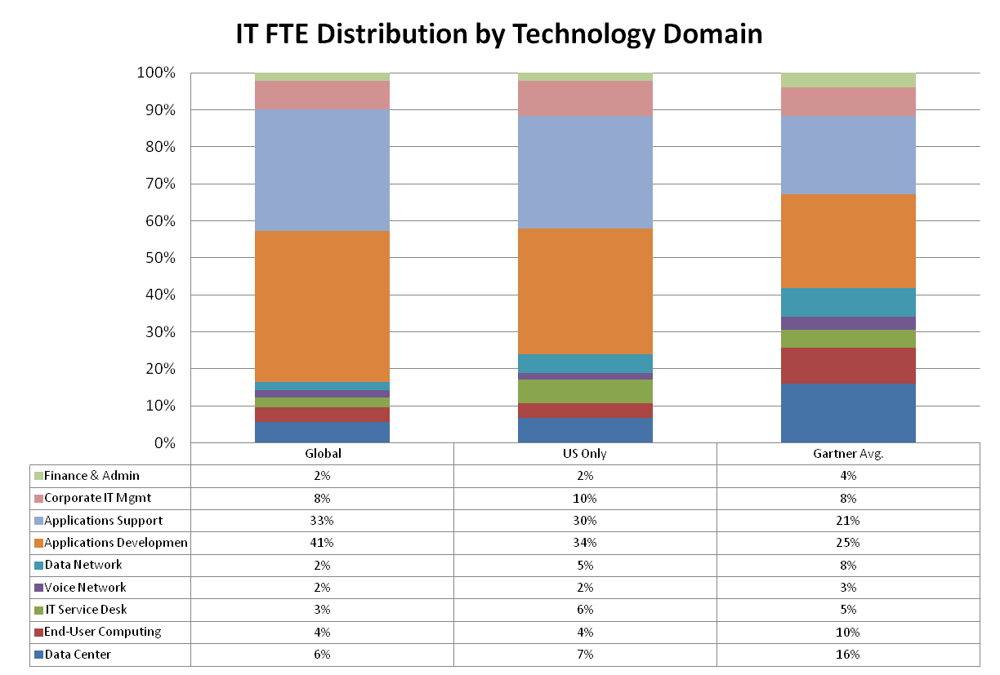 IT FTE Distribution by Technology Domain
100%
90%
80%
70%
60%
50%
40%
30%
20%
10%
0%
Global US Only Gartner Avg.
Finance & Admin 2% 2% 4%
Corporate IT Mgmt 8% 10% 8%
Applications Support 33% 30% 21%
Applications Developmen 41% 34% 25%
Data Network 2% 5% 8%
Voice Network 2% 2% 3%
IT Service Desk 3% 6% 5%
End-User Computing 4% 4% 10%
Data Center 6% 7% 16%